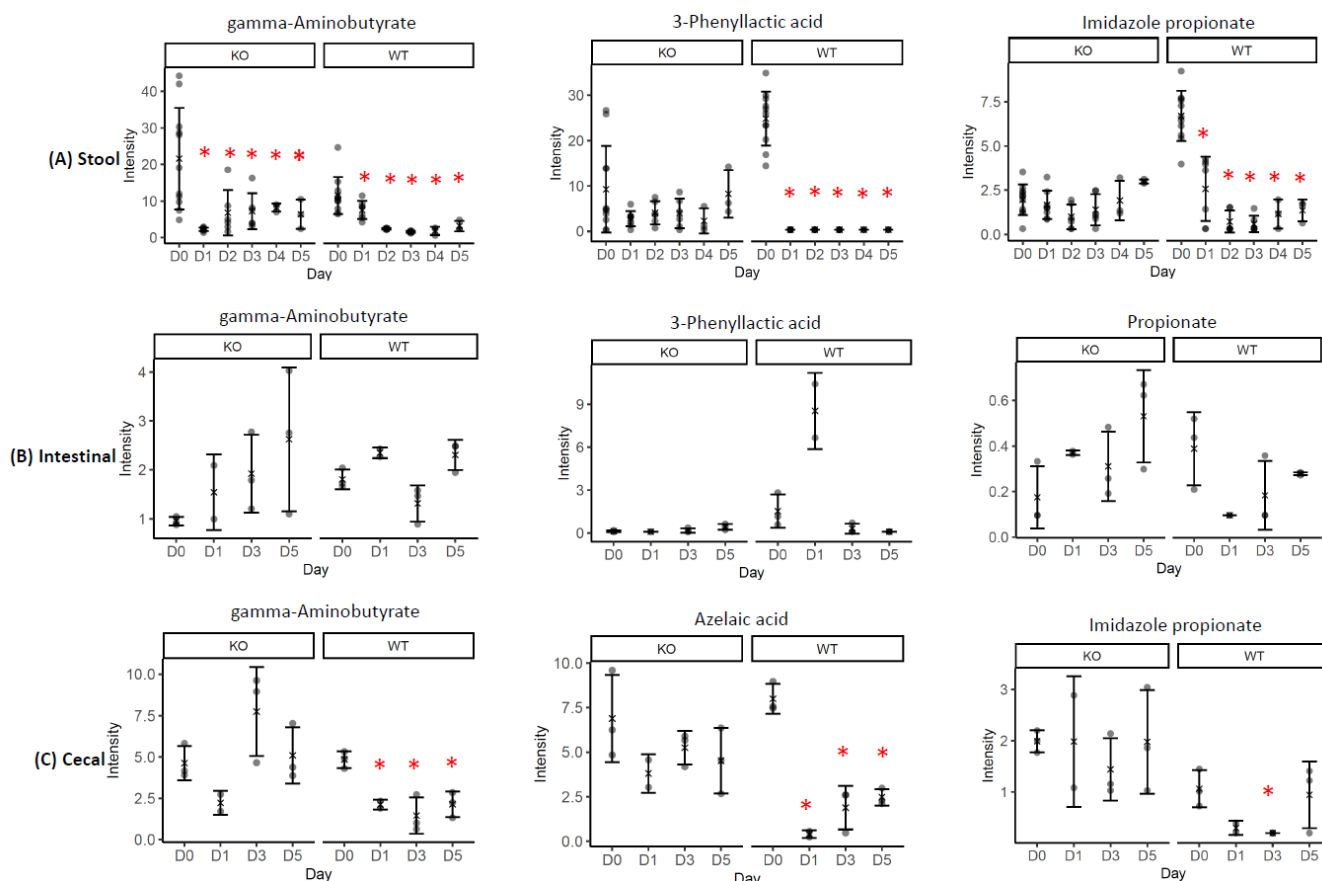 gamma-Aminobutyrate 3-Phenyllactic acid Imidazole propionate
KO WT KO WT KO WT
(A) Stool
Intensity Intensity Intensity
40 30 20 10 0
30 20 10 0
7.5 5.0 2.5 0.0
* * * * * * * * * *
* * * * *
* * * * *
D0 D1 D2 D3 D4 D5 D0 D1 D2 D3 D4 D5
D0 D1 D2 D3 D4 D5 D0 D1 D2 D3 D4 D5
D0 D1 D2 D3 D4 D5 D0 D1 D2 D3 D4 D5
Day Day Day
gamma-Aminobutyrate 3-Phenyllactic acid Propionate
KO WT KO WT KO WT
(B) Intestinal
Intensity Intensity Intensity
4 3 2 1
9 6 3 0
0.6 0.4 0.2 0.0
D0 D1 D3 D5 D0 D1 D3 D5
D0 D1 D3 D5 D0 D1 D3 D5
D0 D1 D3 D5 D0 D1 D3 D5
Day Day Day
gamma-Aminobutyrate Azelaic acid Imidazole propionate
KO WT KO WT KO WT
(C) Cecal
Intensity Intensity Intensity
10.0 7.5 5.0 2.5 0.0
10.0 7.5 5.0 2.5 0.0
3 2 1
* * *
* * *
*
D0 D1 D3 D5 D0 D1 D3 D5
D0 D1 D3 D5 D0 D1 D3 D5
D0 D1 D3 D5 D0 D1 D3 D5
Day Day Day